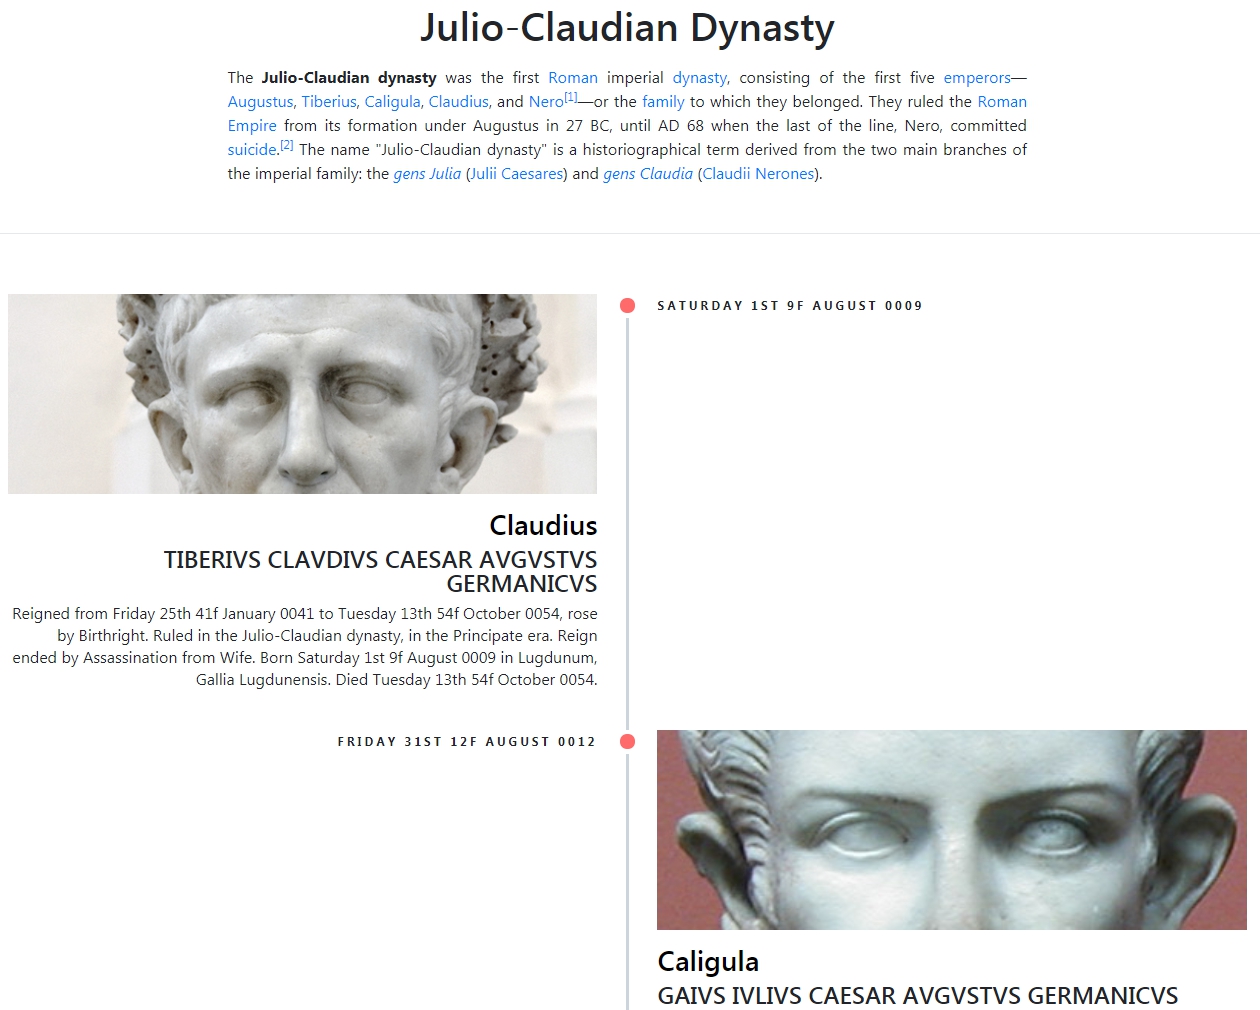 Julio-Claudian Dynasty
The Julio-Claudian dynasty was the first Roman imperial dynasty, consisting of the first five emperors—
Augustus, Tiberius, Caligula, Claudius, and Nero[1]—or the family to which they belonged. They ruled the Roman
Empire from its formation under Augustus in 27 BC, until AD 68 when the last of the line, Nero, committed
suicide.[2] The name "Julio-Claudian dynasty" is a historiographical term derived from the two main branches of
the imperial family: the gens Julia (Julii Caesares) and gens Claudia (Claudii Nerones).
SATURDAY 1ST 9F AUGUST 0009
Claudius
TIBERIVS CLAVDIVS CAESAR AVGVSTVS
GERMANICVS
Reigned from Friday 25th 41f January 0041 to Tuesday 13th 54f October 0054, rose
by Birthright. Ruled in the Julio-Claudian dynasty, in the Principate era. Reign
ended by Assassination from Wife. Born Saturday 1st 9f August 0009 in Lugdunum,
Gallia Lugdunensis. Died Tuesday 13th 54f October 0054.
FRIDAY 31ST 12F AUGUST 0012
Caligula
GAIVS IVLIVS CAESAR AVGVSTVS GERMANICVS